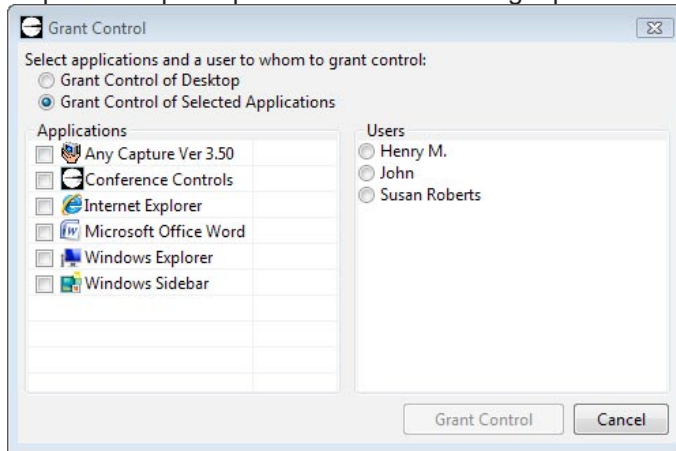 Grant Control
Select applications and a user to whom to grant control:
Grant Control of Desktop
Grant Control of Selected Applications
Applications
Any Capture Ver 3.50
Conference Controls
Internet Explorer
Microsoft Office Word
Windows Explorer
Windows Sidebar
Users
Henry M.
John
Susan Roberts
Grant Control
Cancel